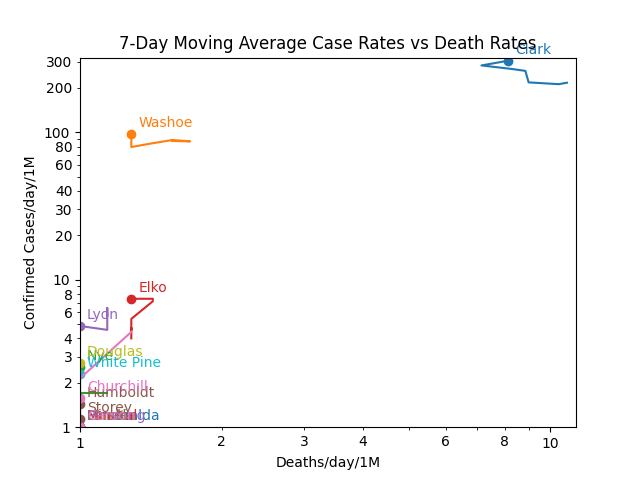 7-Day Moving Average Case Rates vs Death Rates
Clark
Washoe
Elko
Lyon
Douglas
Nye
White Pine
Churchill
Humboldt
Storey
Confirmed Cases/day/1M
300
200
100
80
60
40
30
20
10
8
6
4
3
2
1
1
2
3
4
6
8
10
Deaths/day/1M